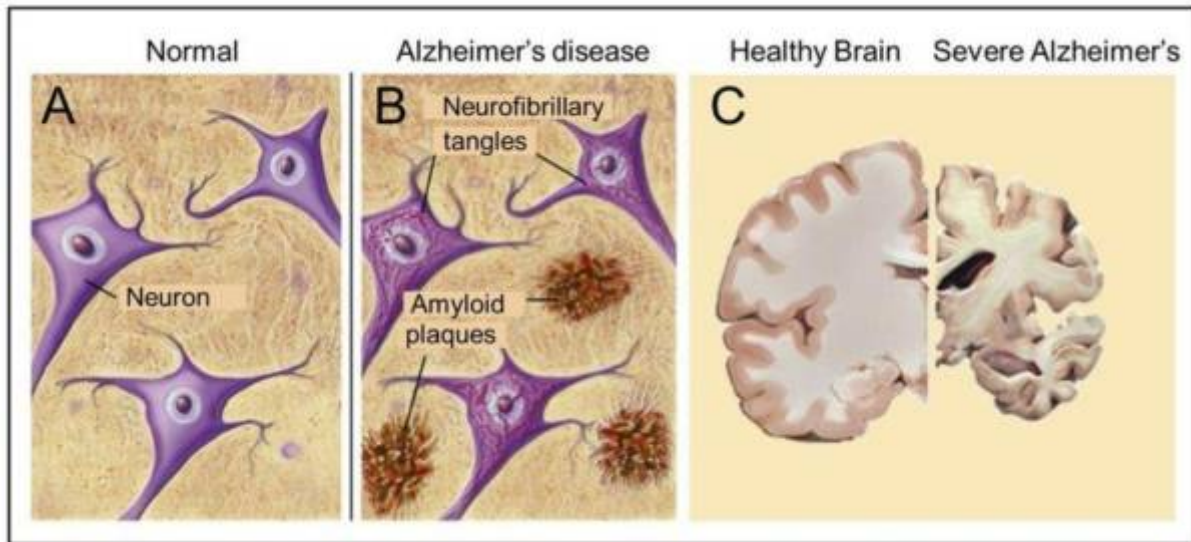 Normal
Alzheimer's disease
Healthy Brain
Severe Alzheimer's
A
Neuron
B
Neurofibrillary
tangles
Amyloid
plaques
C